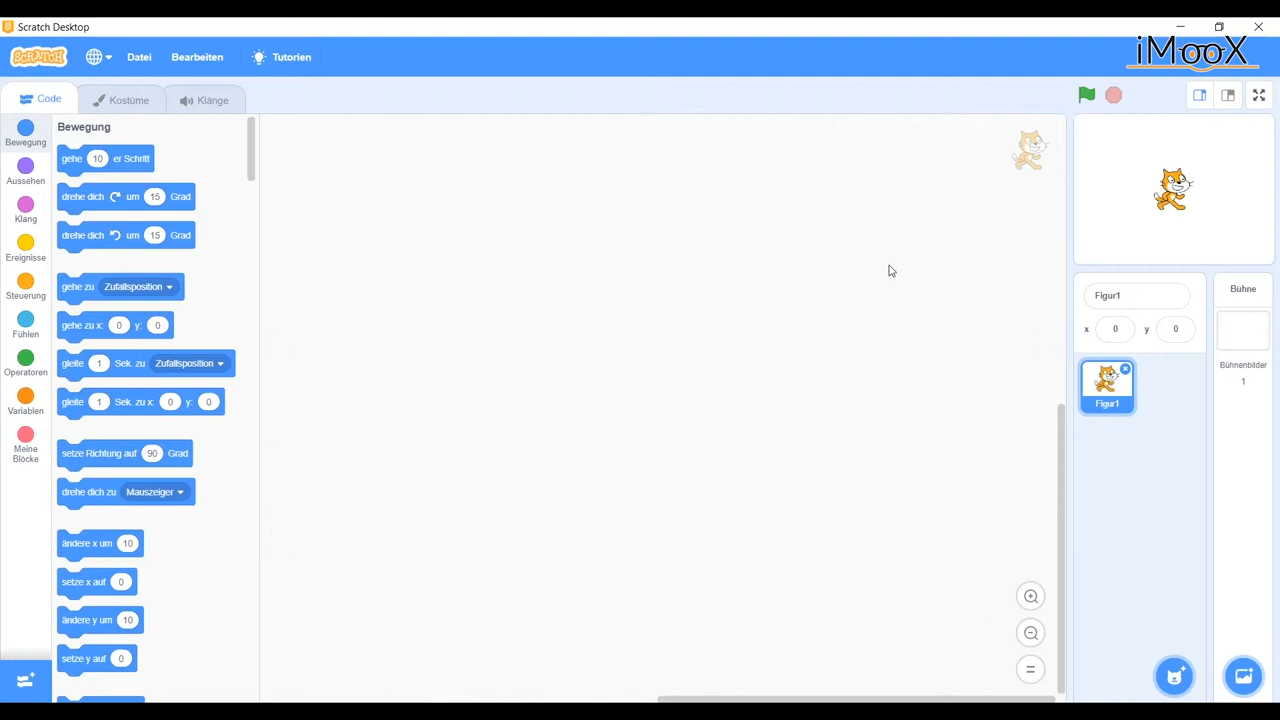 Scratch Desktop
iMooX
SCRATCH
Datei
Bearbeiten
Tutorien
Code
Kostüme
Klänge
Bewegung
Aussehen
Klang
Ereignisse
Steuerung
Fühlen
Operatoren
Variablen
Meine
Blöcke
Bewegung
gehe 10 er Schritt
drehe dich um 15 Grad
drehe dich um 15 Grad
gehe zu Zufallsposition
gehe zu x: 0 y: 0
gleite 1 Sek. zu Zufallsposition
gleite 1 Sek. zu x: 0 y: 0
setze Richtung auf 90 Grad
drehe dich zu Mauszeiger
ändere x um 10
setze x auf 0
ändere y um 10
setze y auf 0
Figur1
x 0 y 0
Figur1
Bühne
Bühnenbilder
1